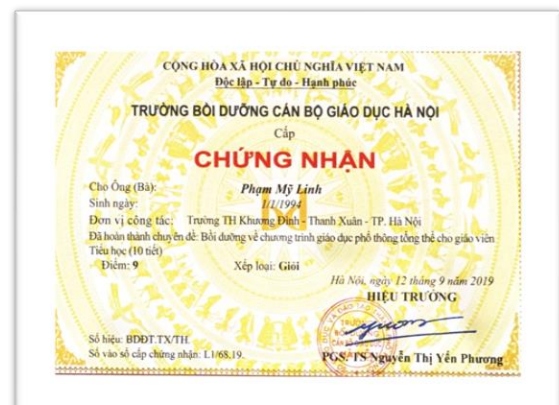 CỘNG HÒA XÃ HỘI CHỦ NGHĨA VIỆT NAM
Độc lập - Tự do - Hạnh phúc
TRƯỜNG BỒI DƯỠNG CÁN BỘ GIÁO DỤC HÀ NỘI
Cấp
CHỨNG NHẬN
Cho Ông (Bà): Phạm Mỹ Linh
Sinh ngày: 1/1/1994
Đơn vị công tác: Trường TH Khương Đình - Thanh Xuân - TP. Hà Nội
Đã hoàn thành chuyên đề: Bồi dưỡng về chương trình giáo dục phổ thông tổng thể cho giáo viên
Tiểu học (10 tiết)
Điểm: 9 Xếp loại: Giỏi
Hà Nội, ngày 12 tháng 9 năm 2019
HIỆU TRƯỞNG
Số hiệu: BDĐT.TX/TH.
Số vào sổ cấp chứng nhận: L1/68.19.
PGS. TS Nguyễn Thị Yến Phương